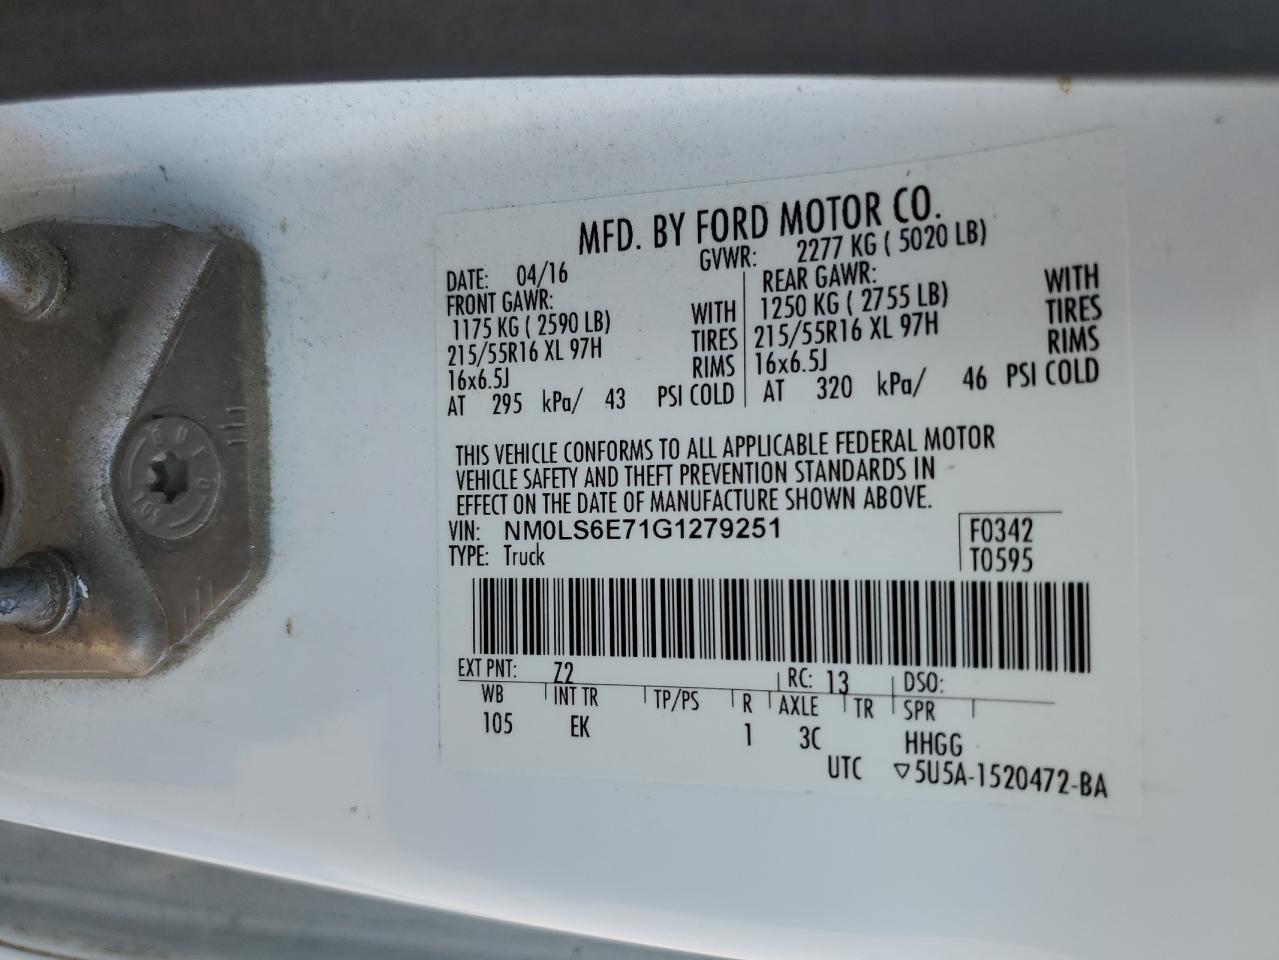 MFD. BY FORD MOTOR CO.
DATE: 04/16 GVWR: 2277 KG ( 5020 LB)
FRONT GAWR: REAR GAWR:
1175 KG ( 2590 LB) WITH 1250 KG ( 2755 LB) WITH
215/55R16 XL 97H TIRES 215/55R16 XL 97H TIRES
16x6.5J RIMS 16x6.5J RIMS
AT 295 kPa/ 43 PSI COLD AT 320 kPa/ 46 PSI COLD
THIS VEHICLE CONFORMS TO ALL APPLICABLE FEDERAL MOTOR
VEHICLE SAFETY AND THEFT PREVENTION STANDARDS IN
EFFECT ON THE DATE OF MANUFACTURE SHOWN ABOVE.
VIN: NM0LS6E71G1279251 F0342
TYPE: Truck T0595
EXT PNT: Z2 RC: 13 DSO:
WB INT TR TP/PS R AXLE TR SPR
105 EK 1 3C HHGG
UTC ▽5U5A-1520472-BA